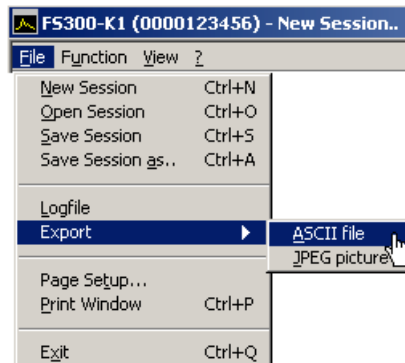 FS300-K1 (0000123456) - New Session..
File Function View ?
New Session Ctrl+N
Open Session Ctrl+O
Save Session Ctrl+S
Save Session as.. Ctrl+A
Logfile
Export
ASCII file
JPEG picture
Page Setup...
Print Window Ctrl+P
Exit Ctrl+Q